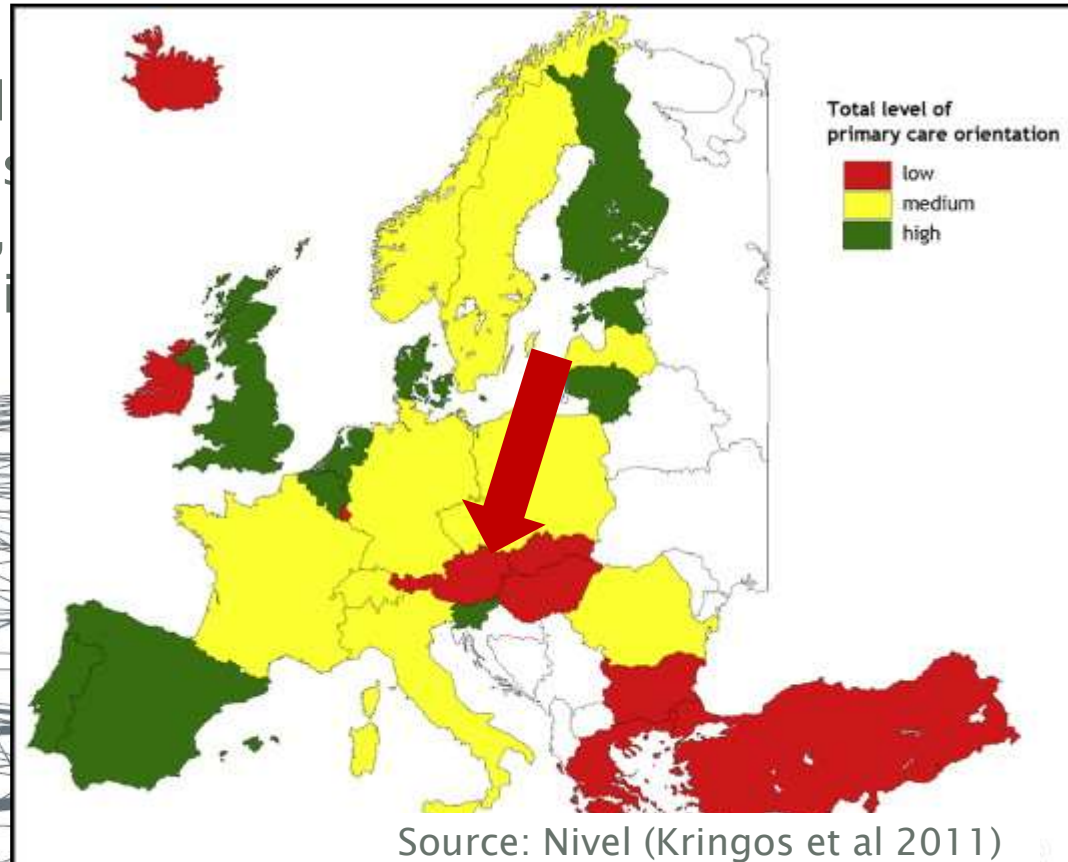 Total level of
primary care orientation
low
medium
high
Source: Nivel (Kringos et al 2011)